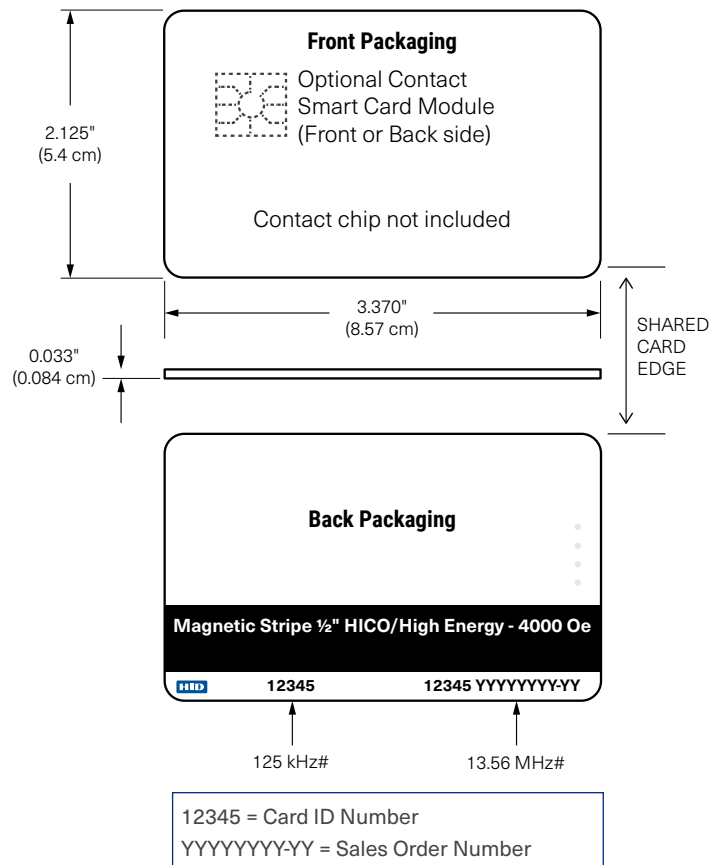 Front Packaging
Optional Contact
Smart Card Module
(Front or Back side)
2.125"
(5.4 cm)
Contact chip not included
3.370"
(8.57 cm)
SHARED
CARD
EDGE
0.033"
(0.084 cm)
Back Packaging
Magnetic Stripe ½" HICO/High Energy - 4000 Oe
HID 12345 12345 YYYYYYYY-YY
125 kHz# 13.56 MHz#
12345 = Card ID Number
YYYYYYYY-YY = Sales Order Number